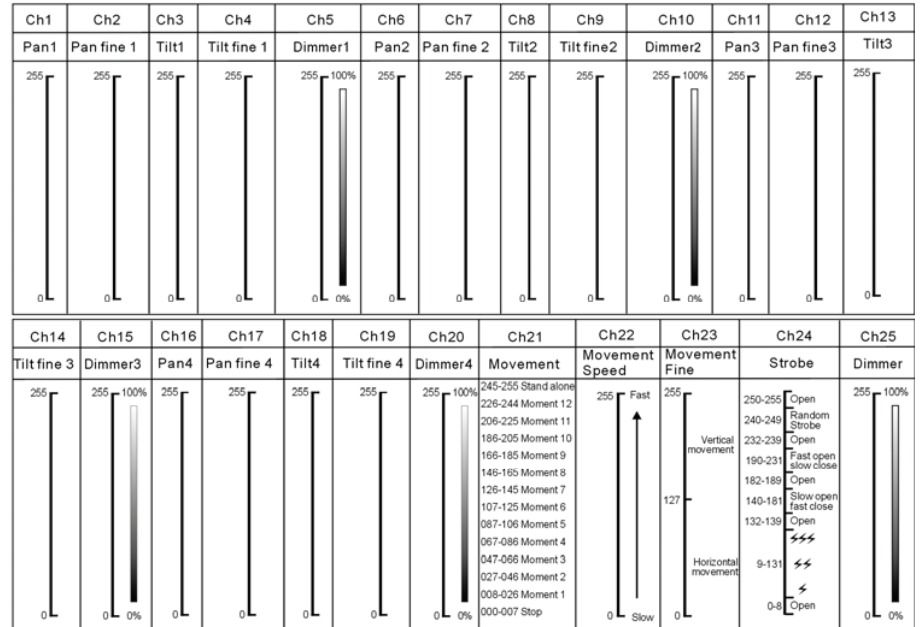 Ch1 Ch2 Ch3 Ch4 Ch5 Ch6 Ch7 Ch8 Ch9 Ch10 Ch11 Ch12 Ch13
Pan1 Pan fine 1 Tilt1 Tilt fine 1 Dimmer1 Pan2 Pan fine 2 Tilt2 Tilt fine2 Dimmer2 Pan3 Pan fine3 Tilt3
255 255 255 255 255 100% 255 255 255 255 255 100% 255 255 255
0 0 0 0 0 0% 0 0 0 0 0 0% 0 0 0
Ch14 Ch15 Ch16 Ch17 Ch18 Ch19 Ch20 Ch21 Ch22 Ch23 Ch24 Ch25
Tilt fine 3 Dimmer3 Pan4 Pan fine 4 Tilt4 Tilt fine 4 Dimmer4 Movement Movement Speed Movement Fine Strobe Dimmer
255 0
255 100% 0 0%
255 0
255 0
255 0
255 0
255 100% 0 0%
245-255 Stand alone
226-244 Moment 12
206-225 Moment 11
186-205 Moment 10
166-185 Moment 9
146-165 Moment 8
126-145 Moment 7
107-125 Moment 6
087-106 Moment 5
067-086 Moment 4
047-066 Moment 3
027-046 Moment 2
008-026 Moment 1
000-007 Stop
255 Fast
0 Slow
255
Vertical
movement
127
Horizontal
movement
0
250-255 Open
240-249 Random
Strobe
232-239 Open
190-231 Fast open
slow close
182-189 Open
140-181 Slow open
fast close
132-139 Open
9-131
0-8 Open
255 100%
0 0%